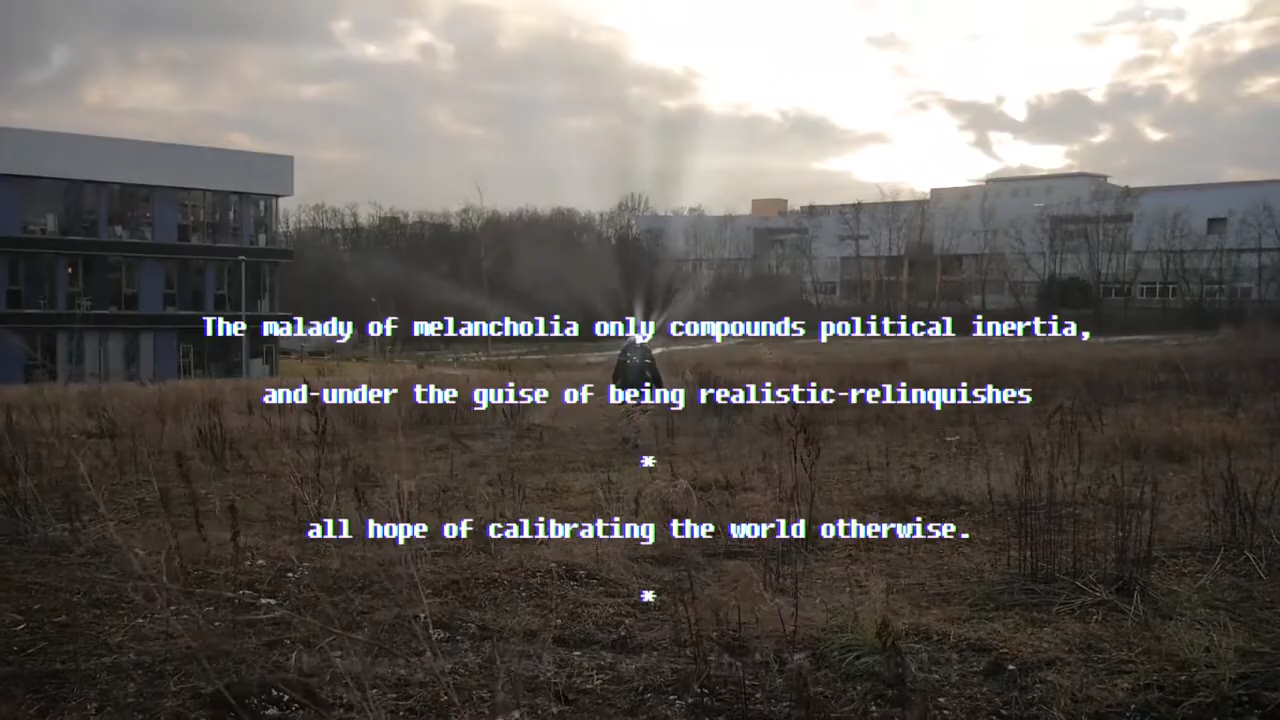 The malady of melancholia only compounds political inertia,
and-under the guise of being realistic-relinquishes
*
all hope of calibrating the world otherwise.
*